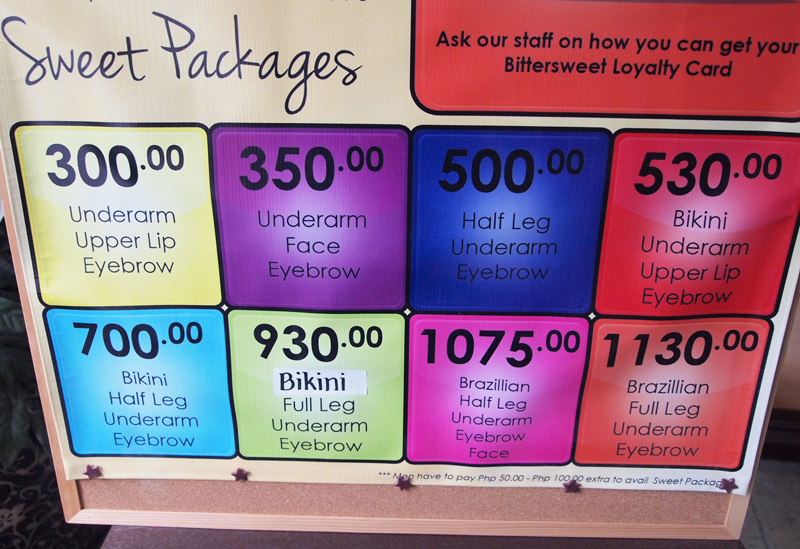 Sweet Packages
Ask our staff on how you can get your
Bittersweet Loyalty Card
300.00
Underarm
Upper Lip
Eyebrow
350.00
Underarm
Face
Eyebrow
500.00
Half Leg
Underarm
Eyebrow
530.00
Bikini
Underarm
Upper Lip
Eyebrow
700.00
Bikini
Half Leg
Underarm
Eyebrow
930.00
Bikini
Full Leg
Underarm
Eyebrow
1075.00
Brazillian
Half Leg
Underarm
Eyebrow
Face
1130.00
Brazillian
Full Leg
Underarm
Eyebrow
*** Men have to pay Php 50.00 - Php 100.00 extra to avail Sweet Packag